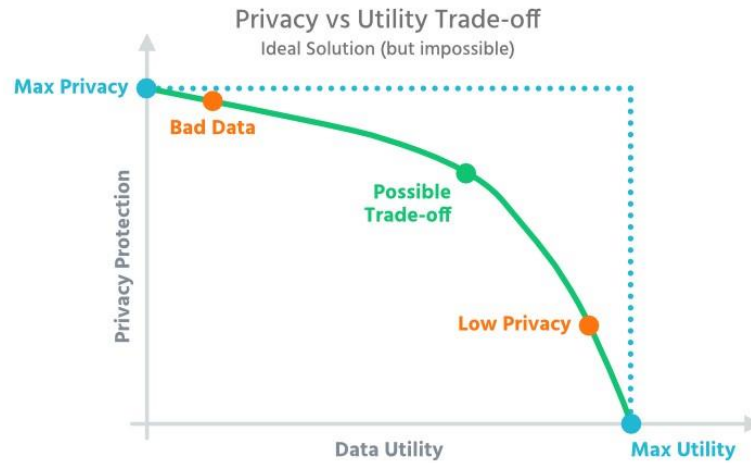 Privacy vs Utility Trade-off
Ideal Solution (but impossible)
Max Privacy
Bad Data
Possible
Trade-off
Privacy Protection
Low Privacy
Data Utility
Max Utility